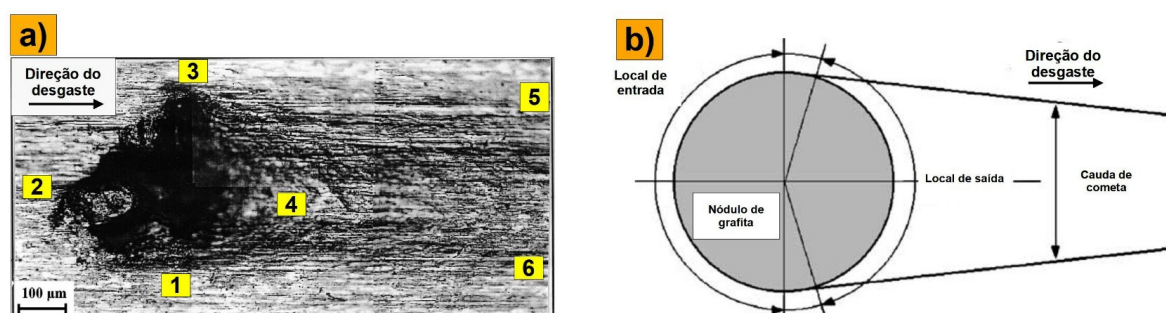 a)
Direção do
desgaste
3
5
2
4
6
1
100 µm
b)
Local de
entrada
Direção do
desgaste
Local de saída
Cauda de
cometa
Nódulo de
grafita